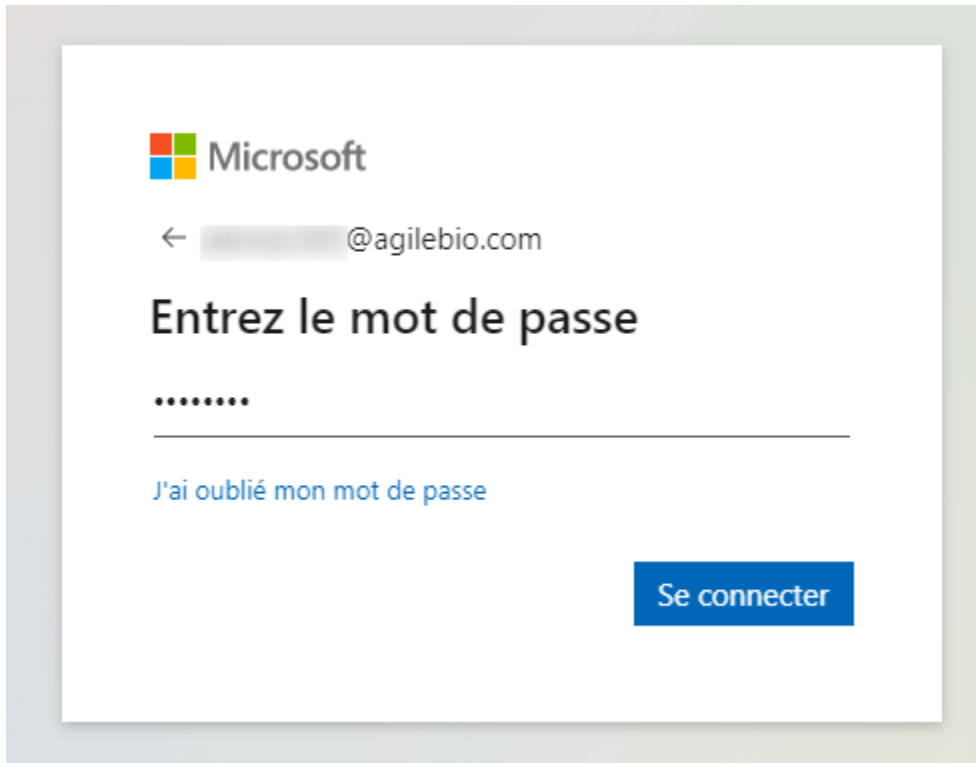 Microsoft
← @agilebio.com
Entrez le mot de passe
••••••••
J'ai oublié mon mot de passe
Se connecter